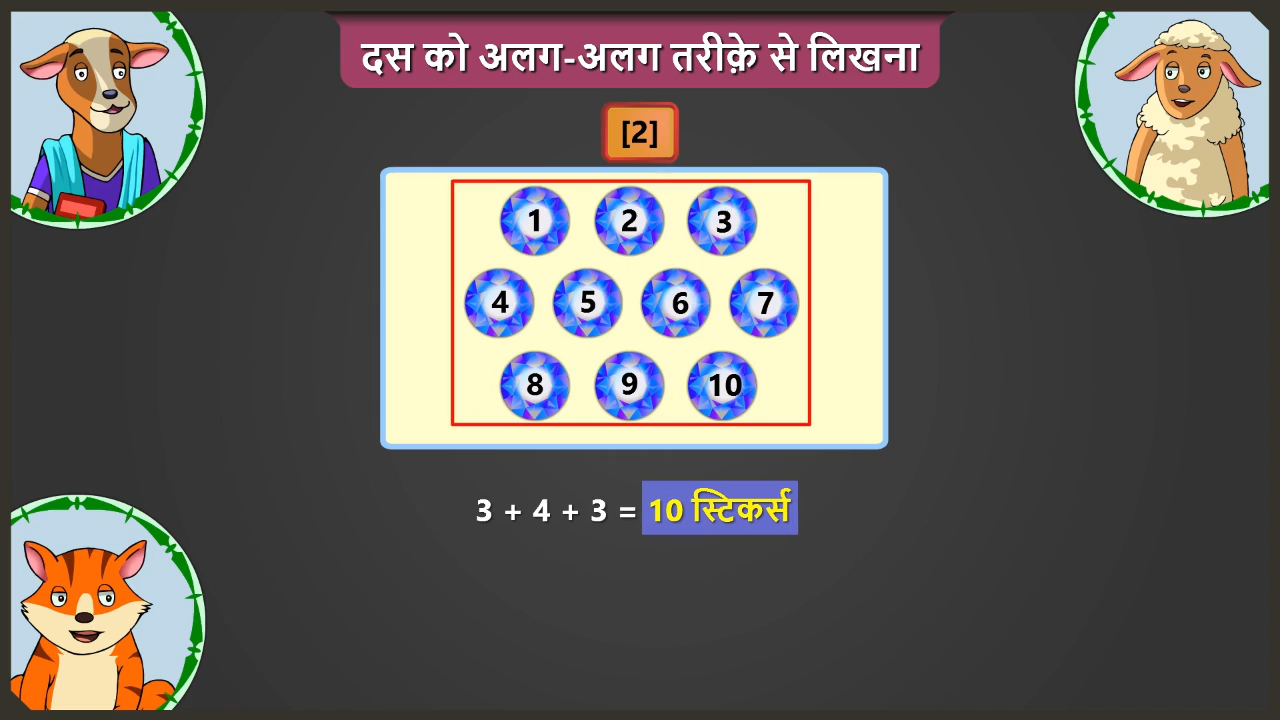 दस को अलग-अलग तरीक़े से लिखना
[2]
1 2 3
4 5 6 7
8 9 10
3 + 4 + 3 = 10 स्टिकर्स